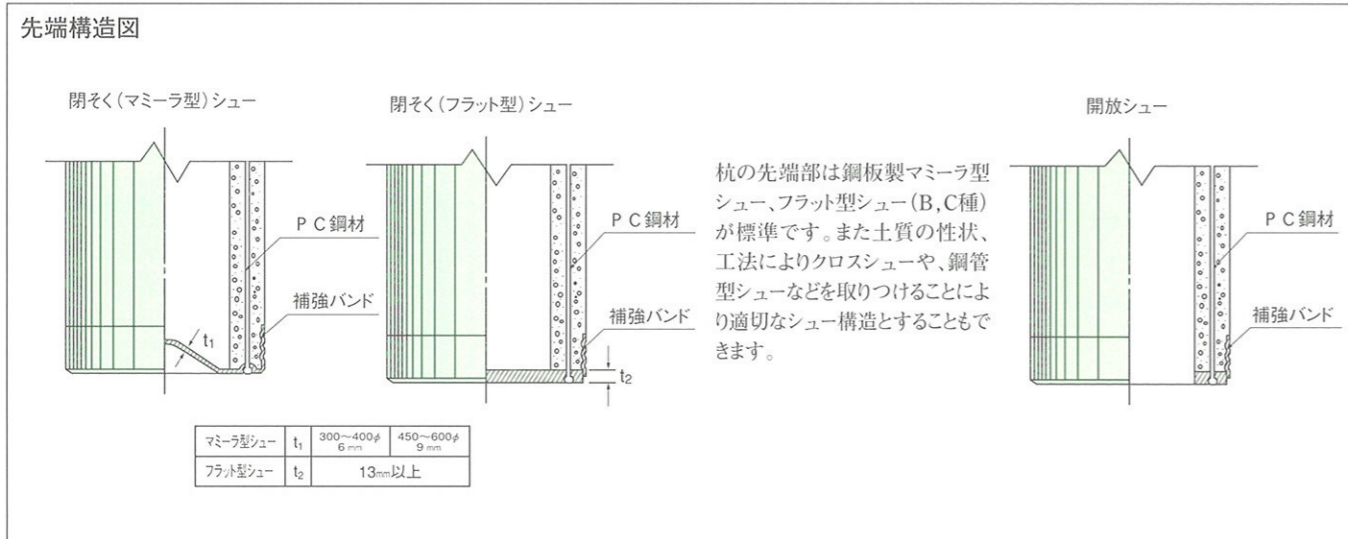 先端構造図
閉そく(マミーラ型)シュー
PC鋼材
補強バンド
t₁
閉そく(フラット型)シュー
PC鋼材
補強バンド
t₂
マミーラ型シュー t₁ 300〜400φ 6mm 450〜600φ 9mm
フラット型シュー t₂ 13mm以上
杭の先端部は鋼板製マミーラ型
シュー、フラット型シュー(B,C種)
が標準です。また土質の性状、
工法によりクロスシューや、鋼管
型シューなどを取りつけることによ
り適切なシュー構造とすることもで
きます。
開放シュー
PC鋼材
補強バンド